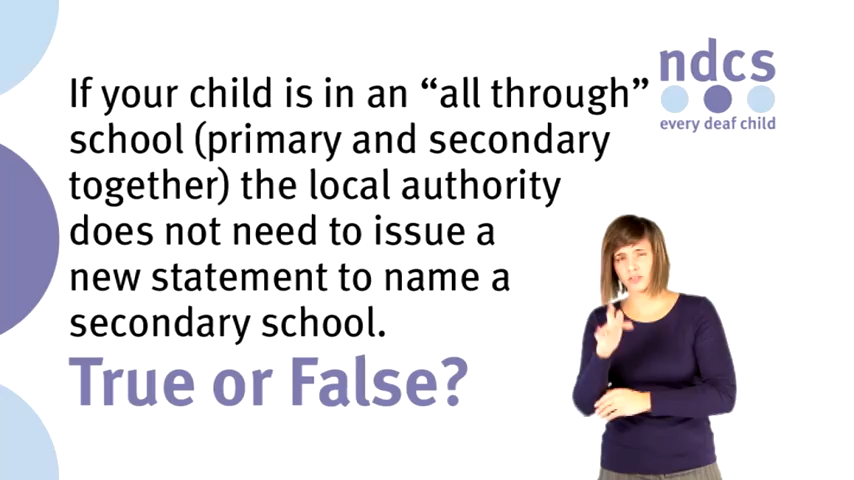 If your child is in an “all through”
school (primary and secondary
together) the local authority
does not need to issue a
new statement to name a
secondary school.
True or False?
ndcs
every deaf child